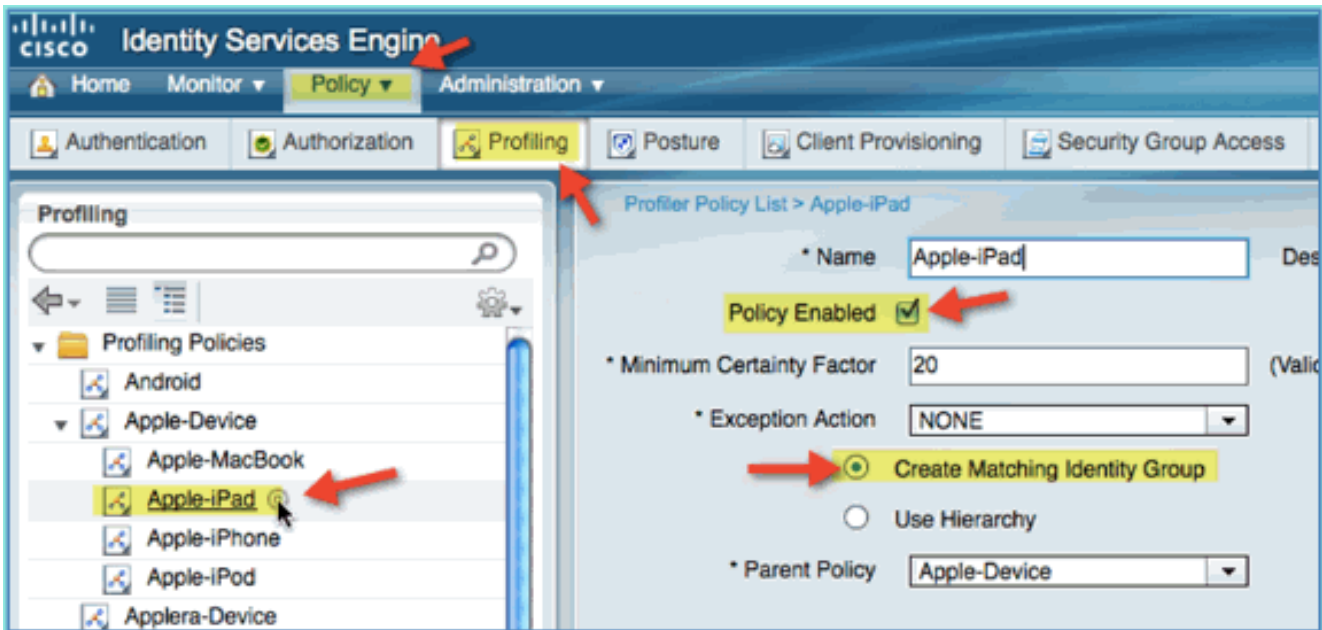 CISCO Identity Services Engine
Home Monitor Policy Administration
Authentication Authorization Profiling Posture Client Provisioning Security Group Access
Profiling
Profiling Policies
Android
Apple-Device
Apple-MacBook
Apple-iPad
Apple-iPhone
Apple-iPod
Applera-Device
Profiler Policy List > Apple-iPad
* Name Apple-iPad Des
Policy Enabled
* Minimum Certainty Factor 20 (Valid
* Exception Action NONE
Create Matching Identity Group
Use Hierarchy
* Parent Policy Apple-Device